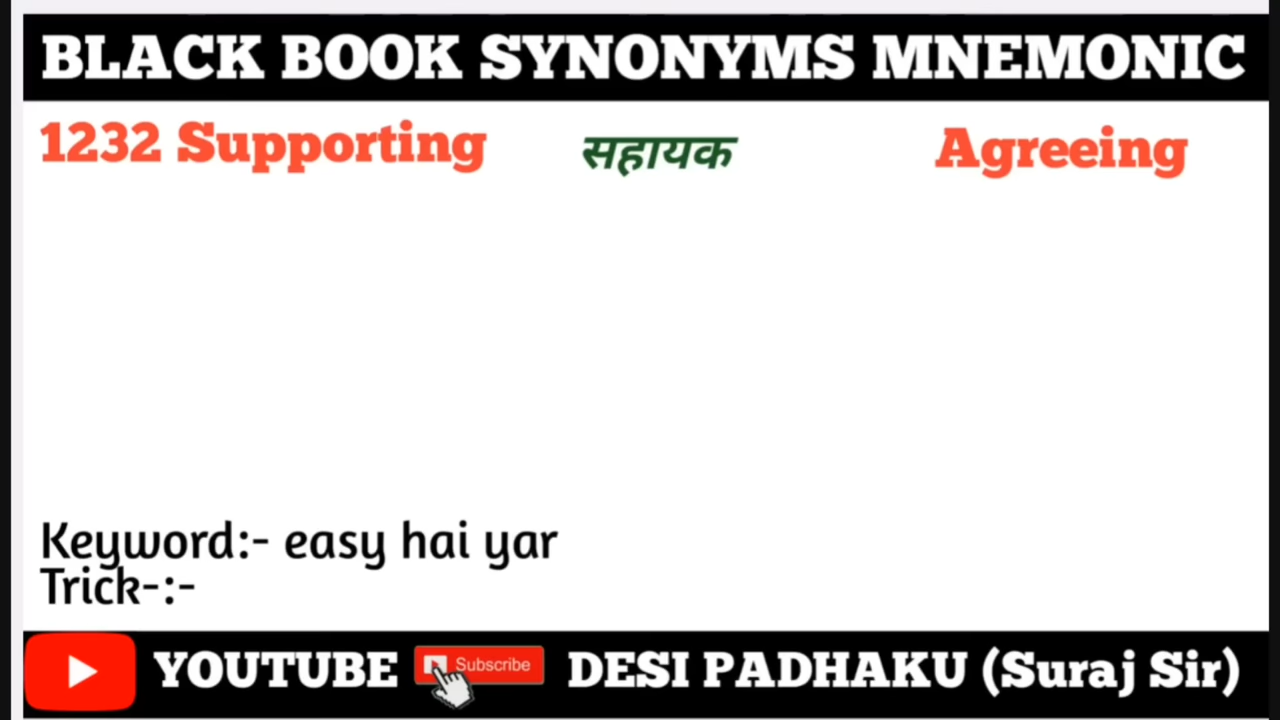 BLACK BOOK SYNONYMS MNEMONIC
1232 Supporting सहायक Agreeing
Keyword:- easy hai yar
Trick-:-
YOUTUBE Subscribe DESI PADHAKU (Suraj Sir)